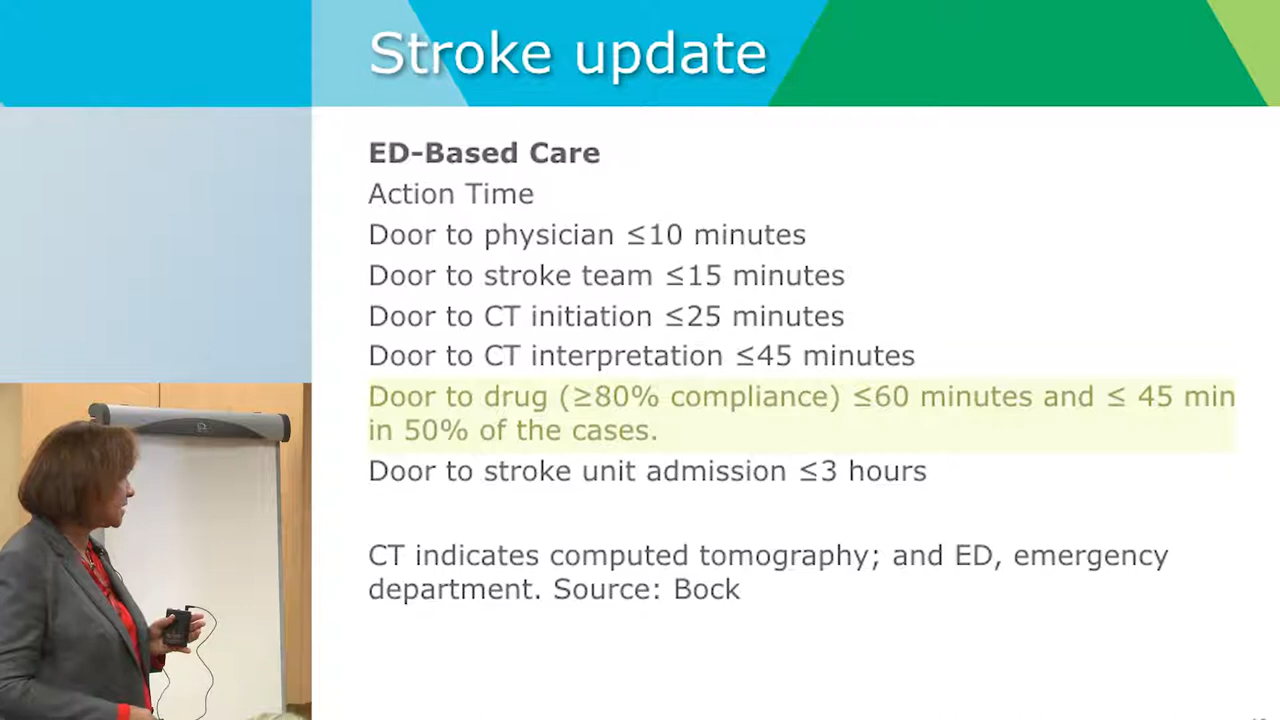 Stroke update
ED-Based Care
Action Time
Door to physician ≤10 minutes
Door to stroke team ≤15 minutes
Door to CT initiation ≤25 minutes
Door to CT interpretation ≤45 minutes
Door to drug (≥80% compliance) ≤60 minutes and ≤ 45 min
in 50% of the cases.
Door to stroke unit admission ≤3 hours
CT indicates computed tomography; and ED, emergency
department. Source: Bock